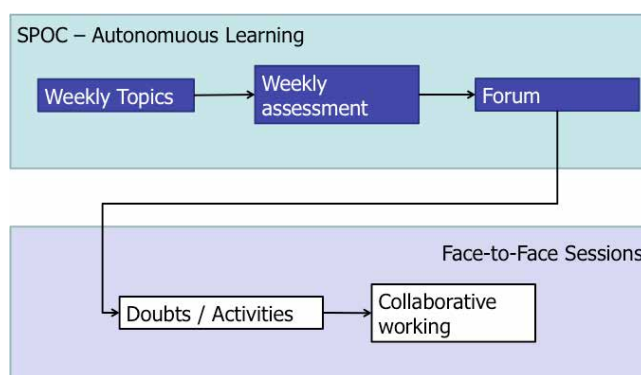 SPOC – Autonomuous Learning
Weekly Topics
Weekly
assessment
Forum
Face-to-Face Sessions
Doubts / Activities
Collaborative
working